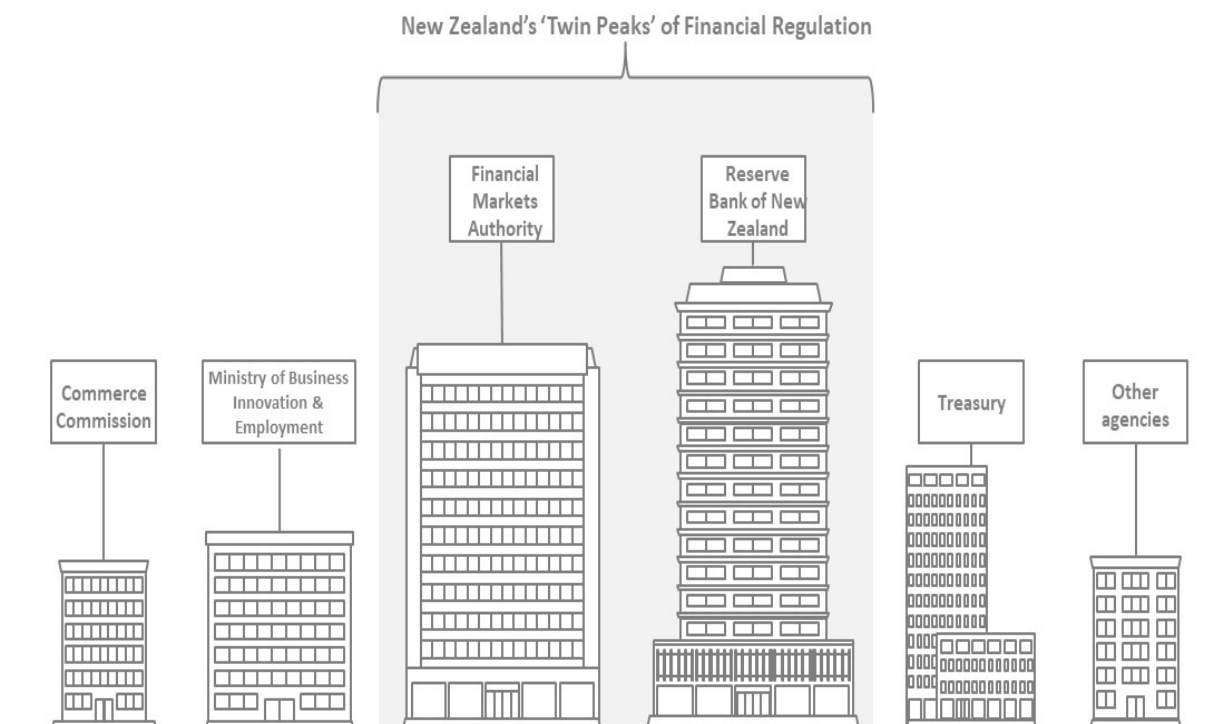 New Zealand's 'Twin Peaks' of Financial Regulation
Financial
Markets
Authority
Reserve
Bank of New
Zealand
Commerce
Commission
Ministry of Business
Innovation &
Employment
Treasury
Other
agencies